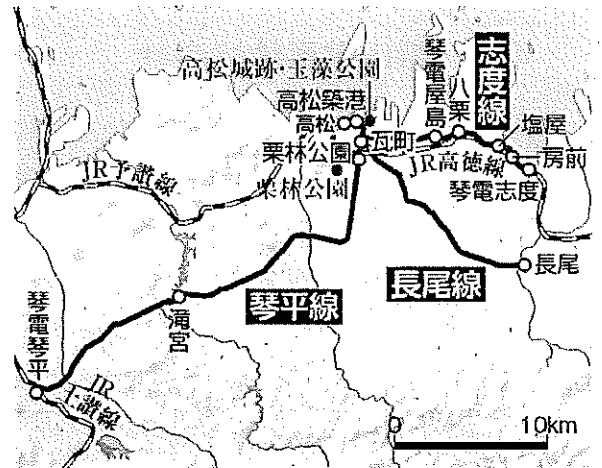 高松城跡・玉藻公園
高松築港
高松
栗林公園
栗林公園
瓦町
琴電屋島
八栗
志度線
塩屋
房前
琴電志度
JR高徳線
JR予讃線
長尾
長尾線
琴平線
滝宮
琴電琴平
JR
土讃線
0
10km